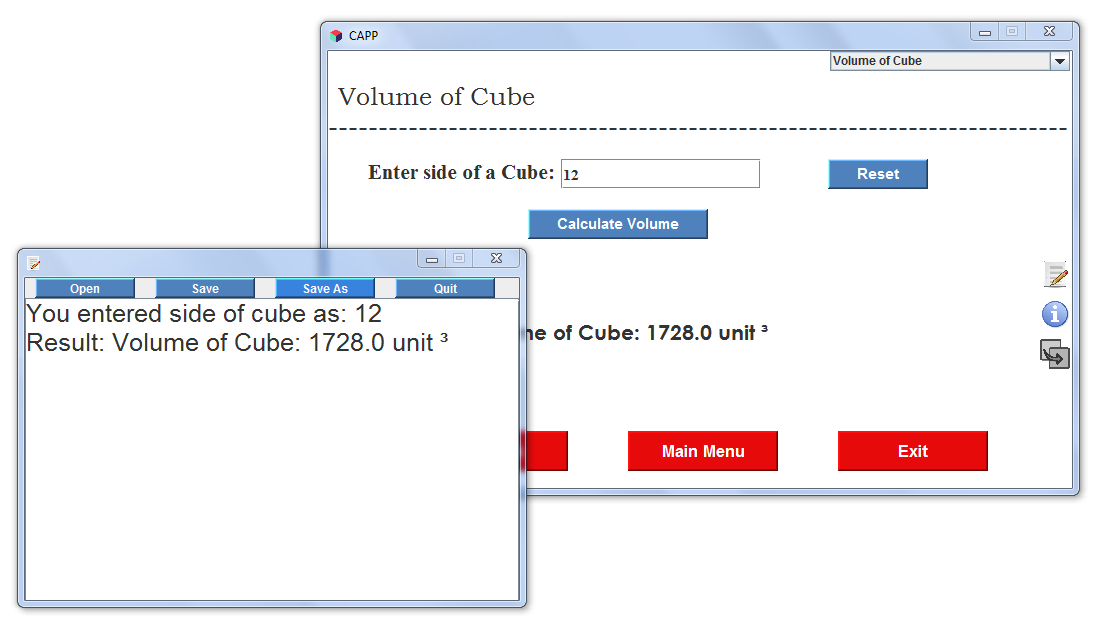 CAPP
Volume of Cube
Volume of Cube
Enter side of a Cube: 12
Reset
Calculate Volume
Open Save Save As Quit
You entered side of cube as: 12
Result: Volume of Cube: 1728.0 unit ³
of Cube: 1728.0 unit ³
Main Menu
Exit